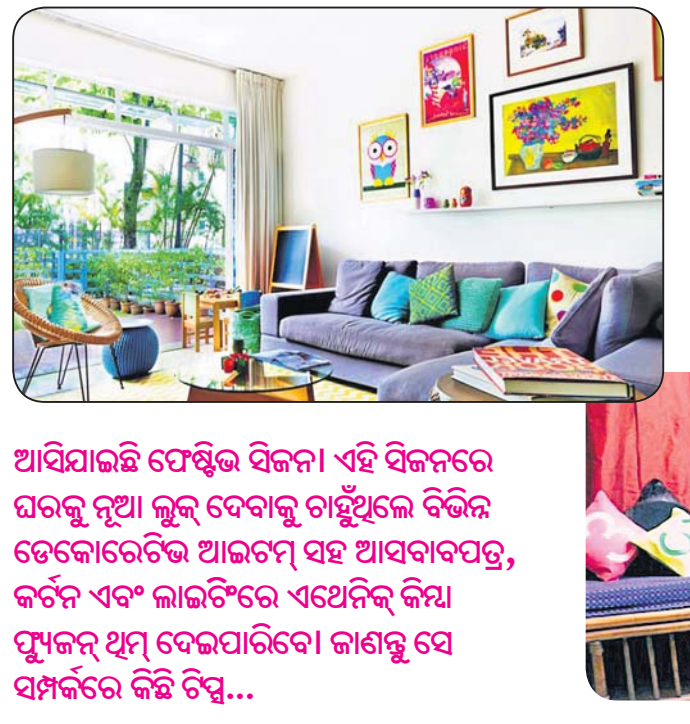 ଆସିଯାଇଛି ଫେଷ୍ଟିଭ ସିଜନ। ଏହି ସିଜନରେ
ଘରକୁ ନୂଆ ଲୁକ୍ ଦେବାକୁ ଚାହୁଁଥିଲେ ବିଭିନ୍ନ
ଡେକୋରେଟିଭ ଆଇଟମ୍ ସହ ଆସବାବପତ୍ର,
କର୍ଟନ ଏବଂ ଲାଇଟିଂରେ ଏଥେନିକ୍ କିମ୍ବା
ଫ୍ୟୁଜନ୍ ଥିମ୍ ଦେଇପାରିବେ। ଜାଣନ୍ତୁ ସେ
ସମ୍ପର୍କରେ କିଛି ଟିପ୍ସ...